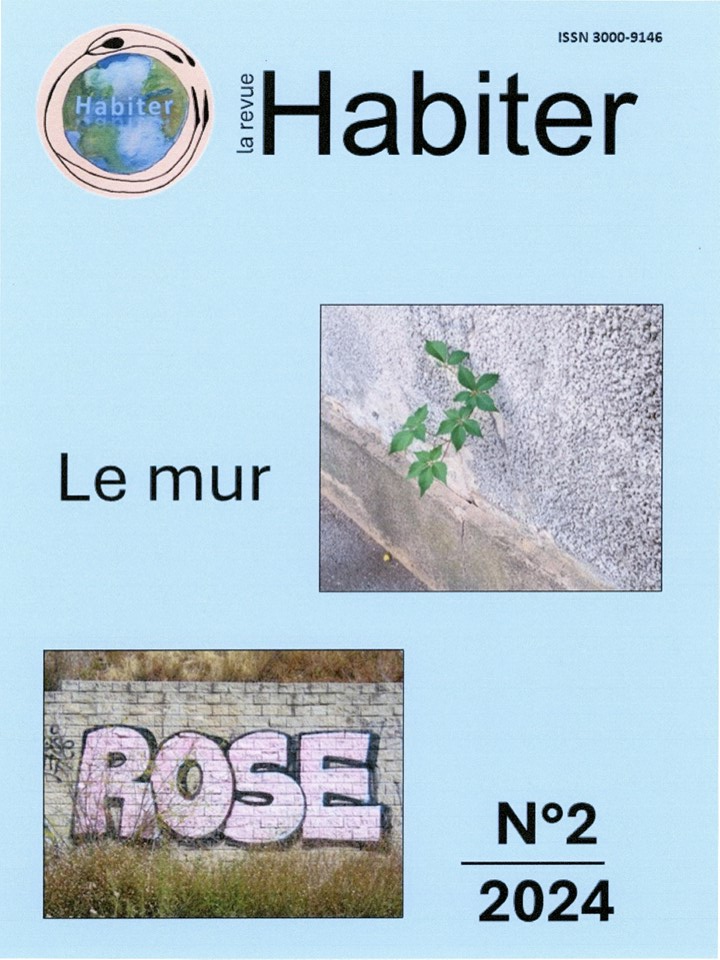 ISSN 3000-9146
Habiter
la revue
Habiter
Le mur
ROSE
N°2
2024